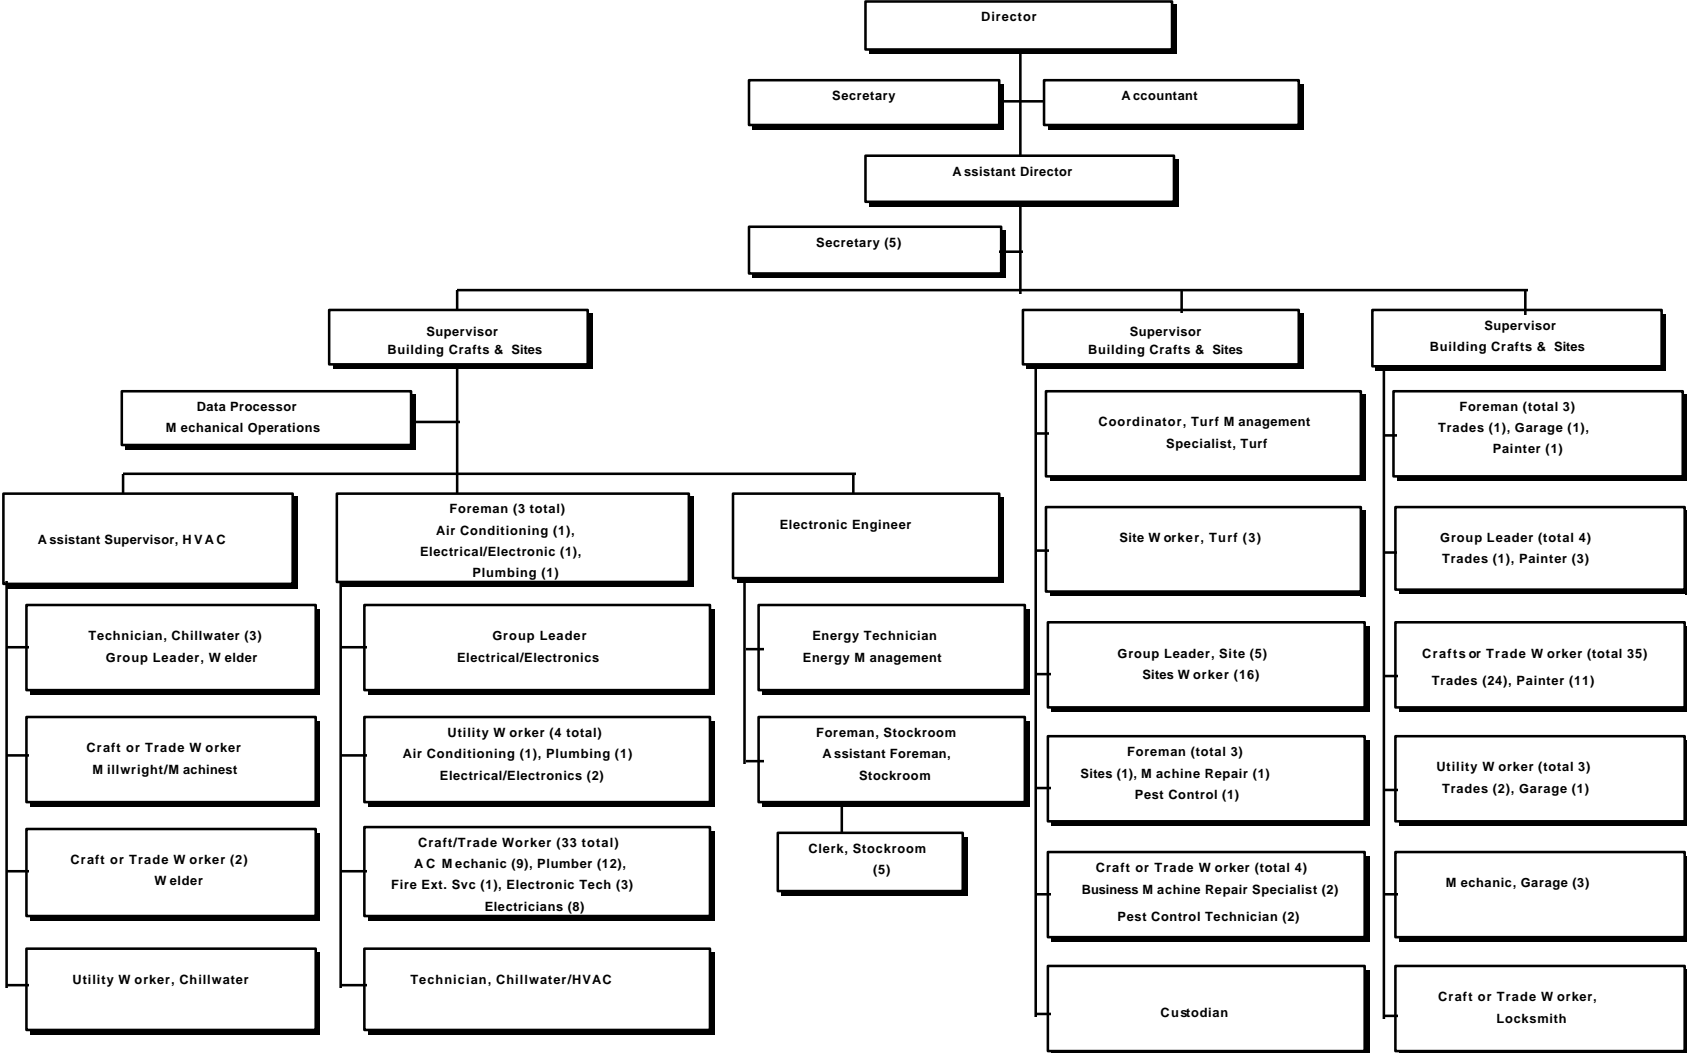 Director
Secretary
Accountant
Assistant Director
Secretary (5)
Supervisor
Building Crafts & Sites
Supervisor
Building Crafts & Sites
Supervisor
Building Crafts & Sites
Data Processor
Mechanical Operations
Assistant Supervisor, HVAC
Technician, Chillwater (3)
Group Leader, Welder
Craft or Trade Worker
Millwright/Machinest
Craft or Trade Worker (2)
Welder
Utility Worker, Chillwater
Foreman (3 total)
Air Conditioning (1),
Electrical/Electronic (1),
Plumbing (1)
Group Leader
Electrical/Electronics
Utility Worker (4 total)
Air Conditioning (1), Plumbing (1)
Electrical/Electronics (2)
Craft/Trade Worker (33 total)
AC Mechanic (9), Plumber (12),
Fire Ext. Svc (1), Electronic Tech (3)
Electricians (8)
Technician, Chillwater/HVAC
Electronic Engineer
Energy Technician
Energy Management
Foreman, Stockroom
Assistant Foreman,
Stockroom
Clerk, Stockroom
(5)
Coordinator, Turf Management
Specialist, Turf
Site Worker, Turf (3)
Group Leader, Site (5)
Sites Worker (16)
Foreman (total 3)
Sites (1), Machine Repair (1)
Pest Control (1)
Craft or Trade Worker (total 4)
Business Machine Repair Specialist (2)
Pest Control Technician (2)
Custodian
Foreman (total 3)
Trades (1), Garage (1),
Painter (1)
Group Leader (total 4)
Trades (1), Painter (3)
Crafts or Trade Worker (total 35)
Trades (24), Painter (11)
Utility Worker (total 3)
Trades (2), Garage (1)
Mechanic, Garage (3)
Craft or Trade Worker,
Locksmith